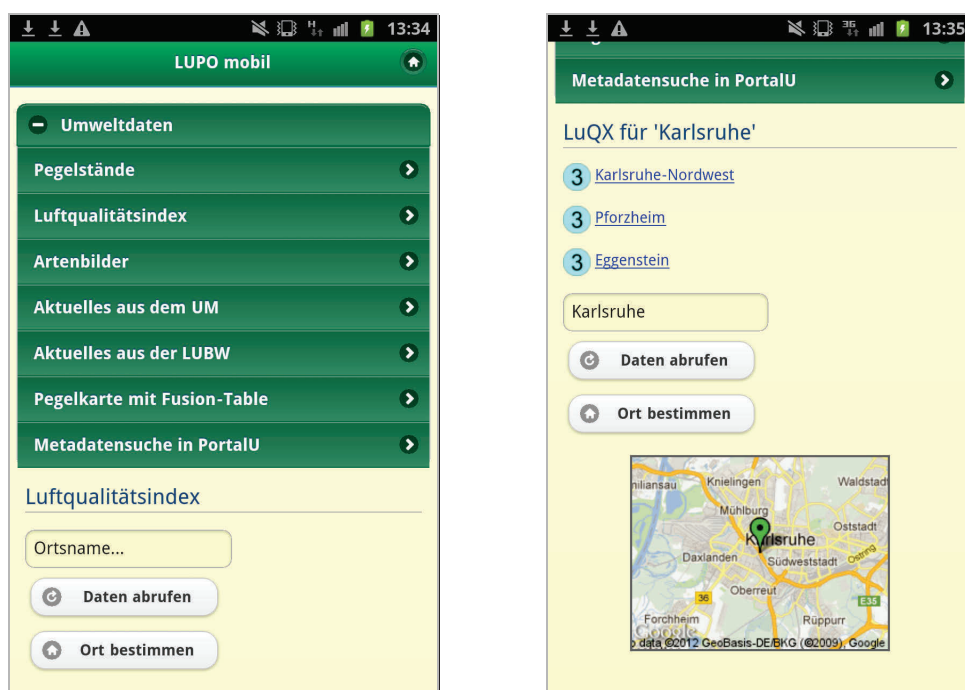 13:34
LUPO mobil
Umweltdaten
Pegelstände
Luftqualitätsindex
Artenbilder
Aktuelles aus dem UM
Aktuelles aus der LUBW
Pegelkarte mit Fusion-Table
Metadatensuche in PortalU
Luftqualitätsindex
Ortsname...
Daten abrufen
Ort bestimmen
3G 13:35
Metadatensuche in PortalU
LuQX für 'Karlsruhe'
3 Karlsruhe-Nordwest
3 Pforzheim
3 Eggenstein
Karlsruhe
Daten abrufen
Ort bestimmen
Knielingen Waldstadt
Mühlburg
Oststadt
Karlsruhe
Daxlanden Südweststadt Ostring
Oberreut
36 E35
Forchheim Rüppurr
Google
data ©2012 GeoBasis-DE/BKG (©2009), Google